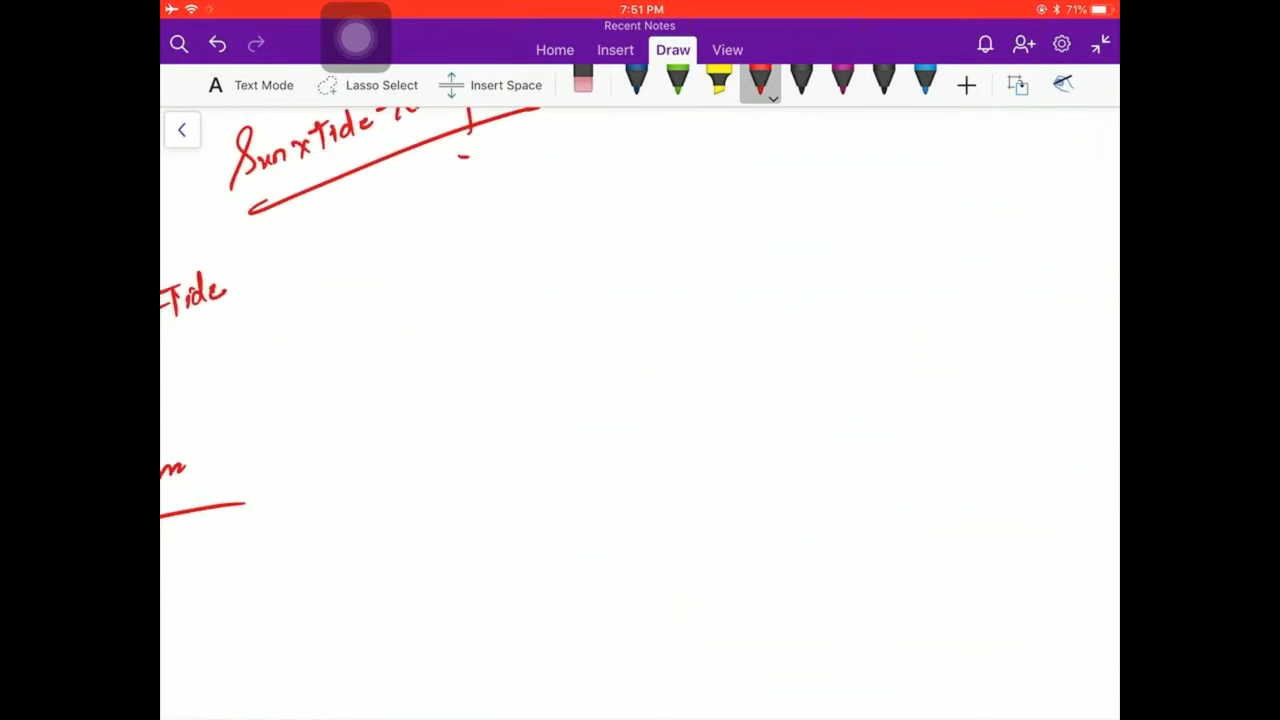 7:51 PM
71%
Recent Notes
Home Insert Draw View
A Text Mode Lasso Select Insert Space
Sun x Tide
Tide